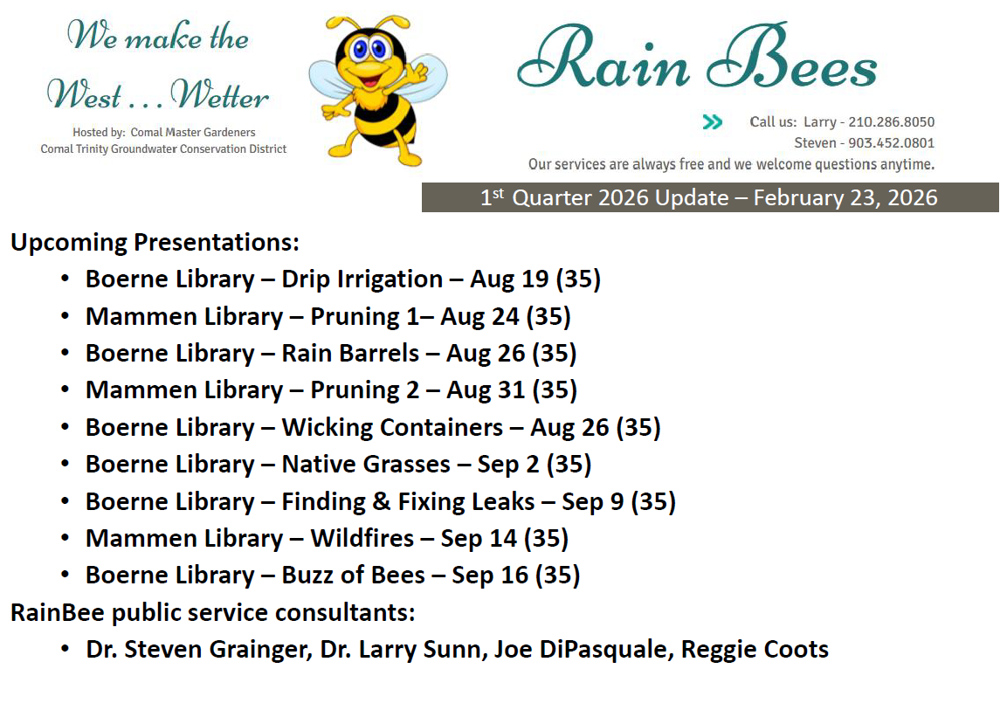 We make the
West . . . Wetter
Hosted by:  Comal Master Gardeners
Comal Trinity Groundwater Conservation District
Rain Bees
Call us:  Larry - 210.286.8050
Steven - 903.452.0801
Our services are always free and we welcome questions anytime.
1st Quarter 2026 Update – February 23, 2026
Upcoming Presentations:
• Boerne Library – Drip Irrigation – Aug 19 (35)
• Mammen Library – Pruning 1– Aug 24 (35)
• Boerne Library – Rain Barrels – Aug 26 (35)
• Mammen Library – Pruning 2 – Aug 31 (35)
• Boerne Library – Wicking Containers – Aug 26 (35)
• Boerne Library – Native Grasses – Sep 2 (35)
• Boerne Library – Finding & Fixing Leaks – Sep 9 (35)
• Mammen Library – Wildfires – Sep 14 (35)
• Boerne Library – Buzz of Bees – Sep 16 (35)
RainBee public service consultants:
• Dr. Steven Grainger, Dr. Larry Sunn, Joe DiPasquale, Reggie Coots